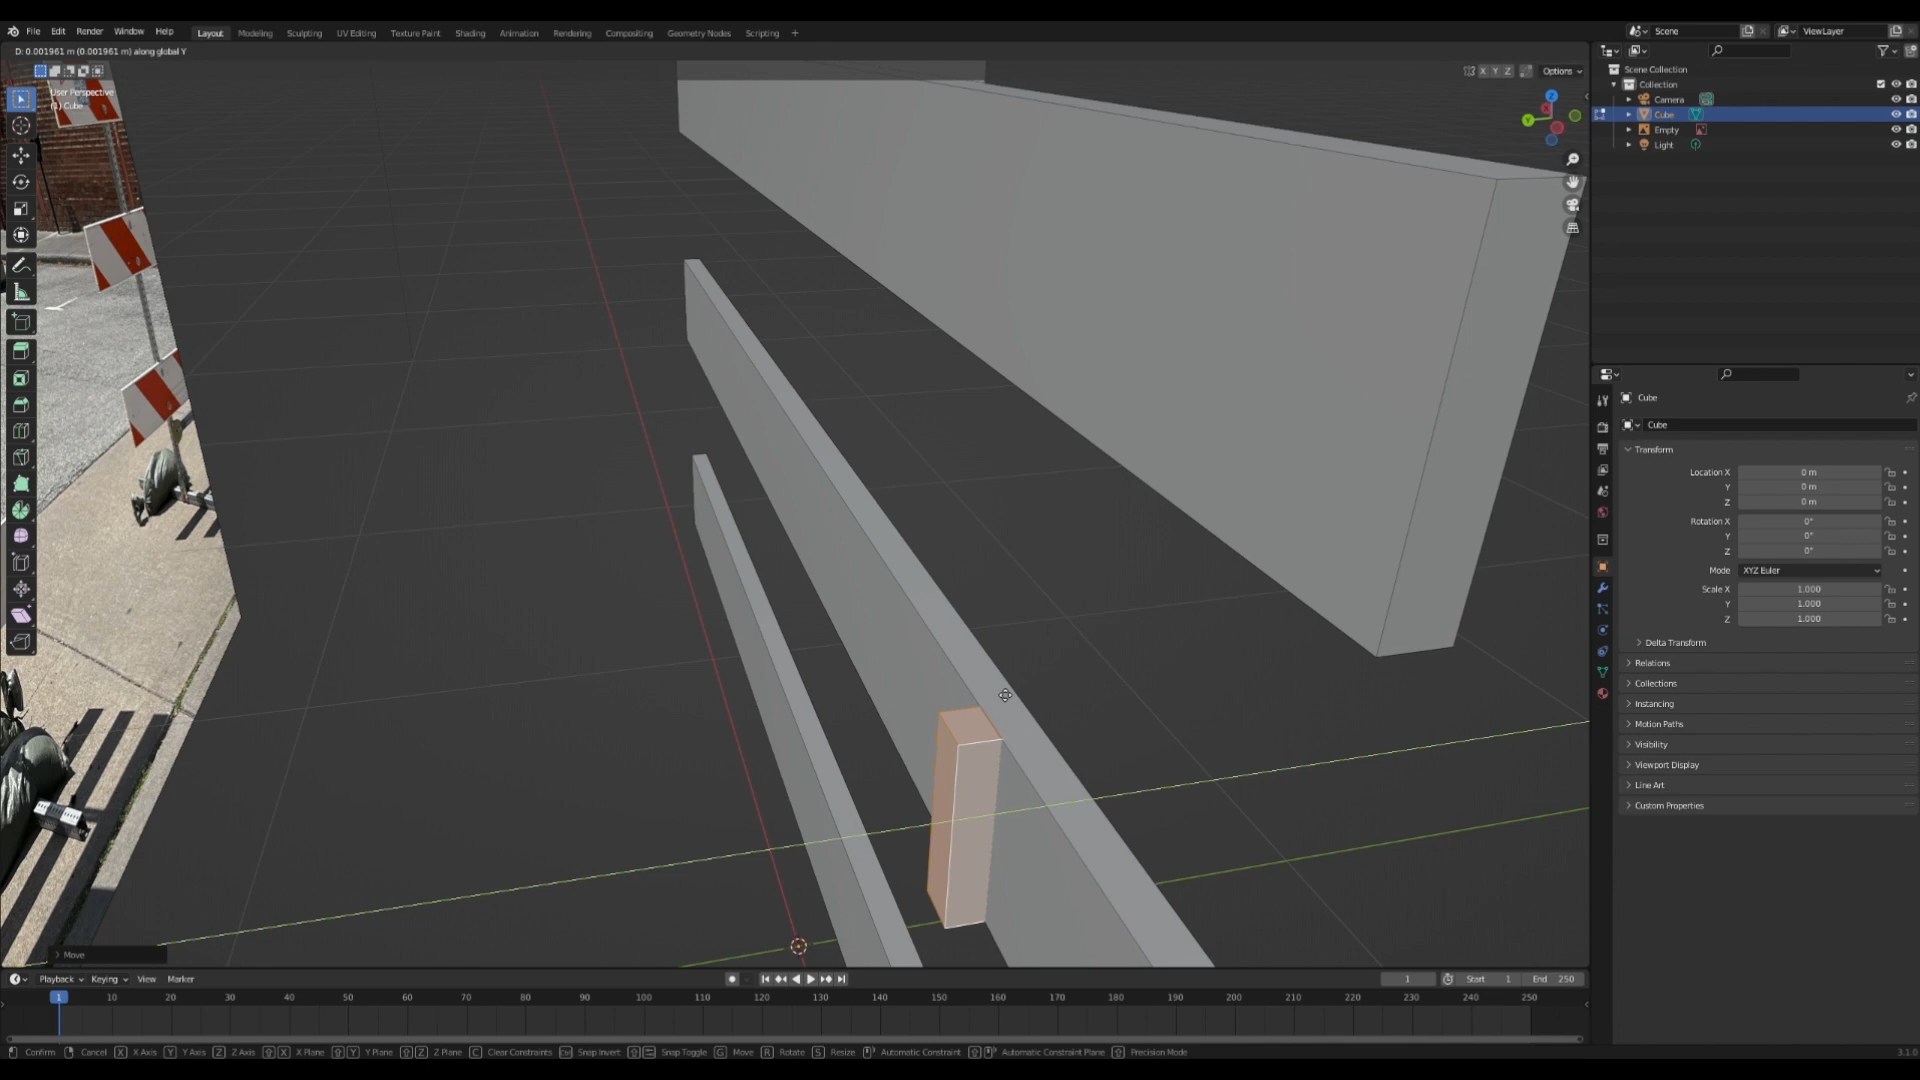 File Edit Render Window Help Layout Modeling Sculpting UV Editing Texture Paint Shading Animation Rendering Compositing Geometry Nodes Scripting + Scene ViewLayer
D: 0.001961 m (0.001961 m) along global Y
Options
X Y Z
User Perspective
(1) Cube
Z
Y
X
Scene Collection
Collection
Camera
Cube
Empty
Light
Cube
Cube
Transform
Location X 0 m
Y 0 m
Z 0 m
Rotation X 0°
Y 0°
Z 0°
Mode XYZ Euler
Scale X 1.000
Y 1.000
Z 1.000
Delta Transform
Relations
Collections
Instancing
Motion Paths
Visibility
Viewport Display
Line Art
Custom Properties
Move
Playback Keying View Marker 1 Start 1 End 250
1 10 20 30 40 50 60 70 80 90 100 110 120 130 140 150 160 170 180 190 200 210 220 230 240 250
Confirm Cancel X X Axis Y Y Axis Z Z Axis X X Plane Y Y Plane Z Z Plane C Clear Constraints Snap Invert Snap Toggle G Move R Rotate S Resize Automatic Constraint Automatic Constraint Plane Precision Mode 3.1.0